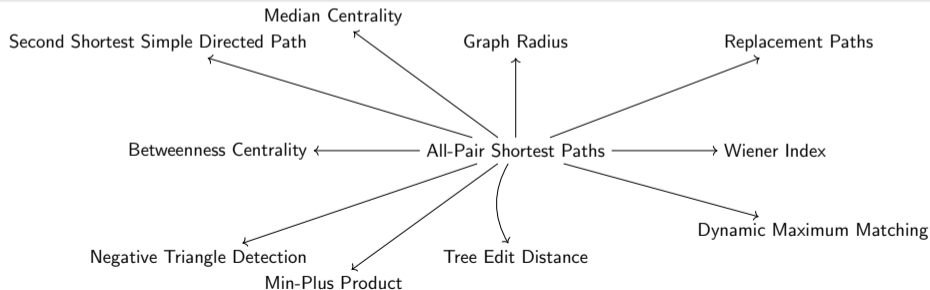 Median Centrality
Second Shortest Simple Directed Path
Graph Radius
Replacement Paths
Betweenness Centrality
All-Pair Shortest Paths
Wiener Index
Dynamic Maximum Matching
Negative Triangle Detection
Tree Edit Distance
Min-Plus Product